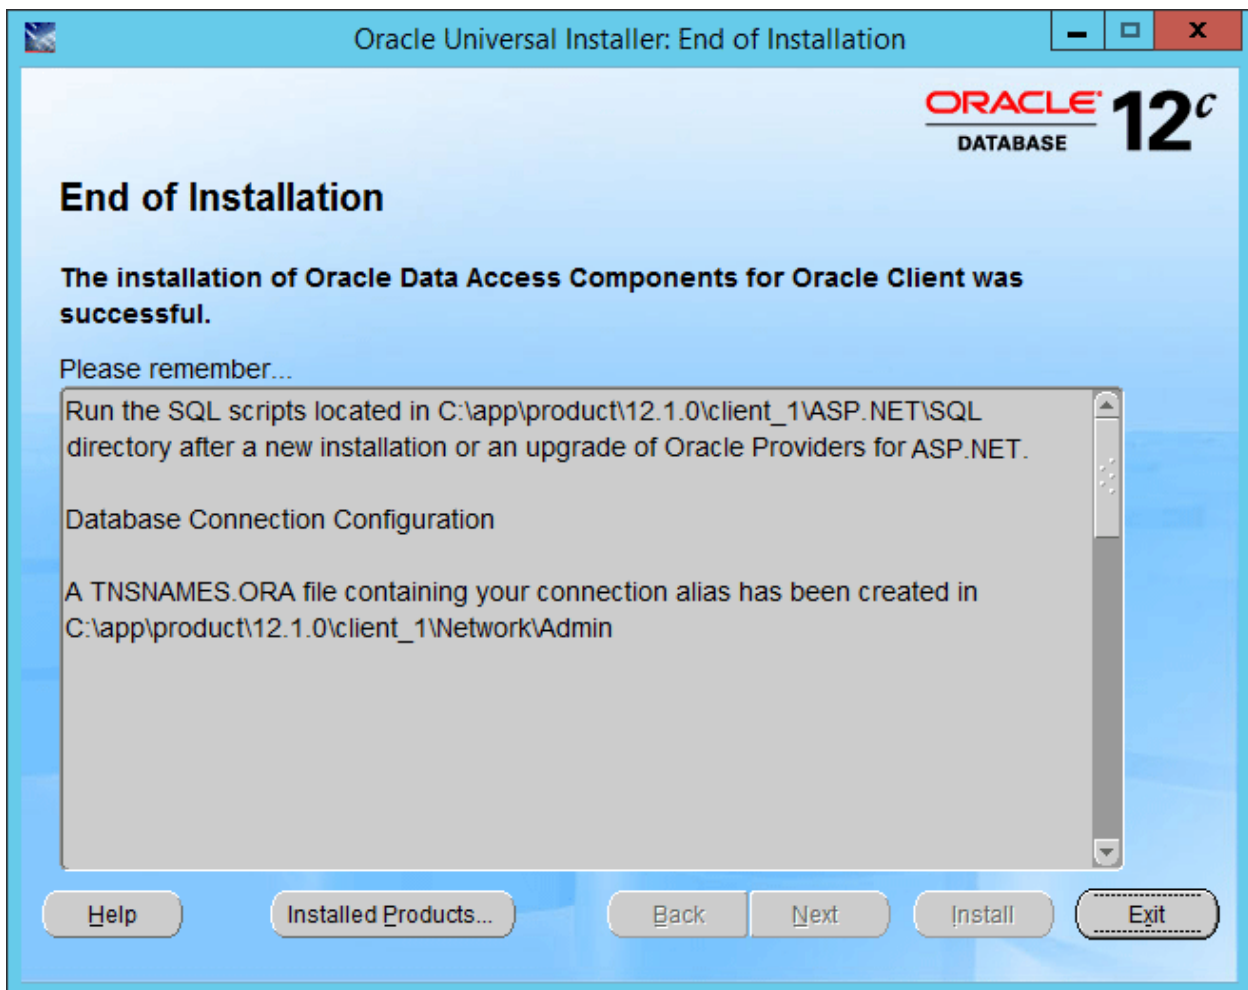 Oracle Universal Installer: End of Installation
ORACLE 12c
DATABASE
End of Installation
The installation of Oracle Data Access Components for Oracle Client was
successful.
Please remember...
Run the SQL scripts located in C:\app\product\12.1.0\client_1\ASP.NET\SQL
directory after a new installation or an upgrade of Oracle Providers for ASP.NET.
Database Connection Configuration
A TNSNAMES.ORA file containing your connection alias has been created in
C:\app\product\12.1.0\client_1\Network\Admin
Help Installed Products... Back Next Install Exit